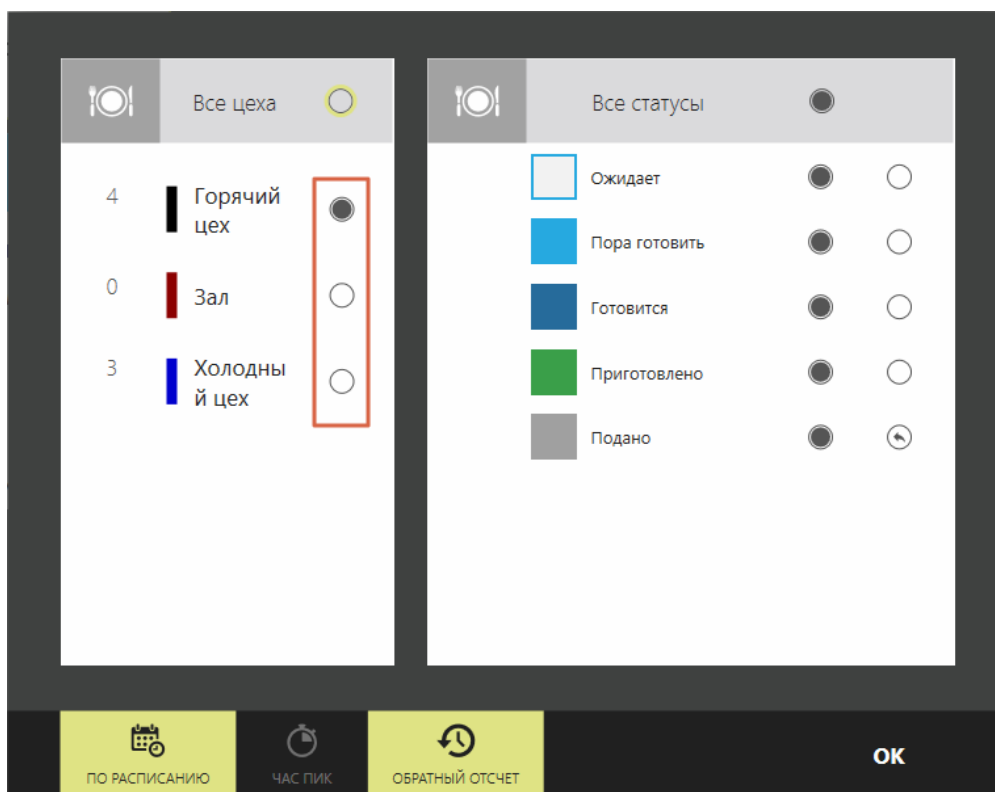 Все цеха
4 Горячий
цех
0 Зал
3 Холодны
й цех
Все статусы
Ожидает
Пора готовить
Готовится
Приготовлено
Подано
ПО РАСПИСАНИЮ
ЧАС ПИК
ОБРАТНЫЙ ОТСЧЕТ
ОК